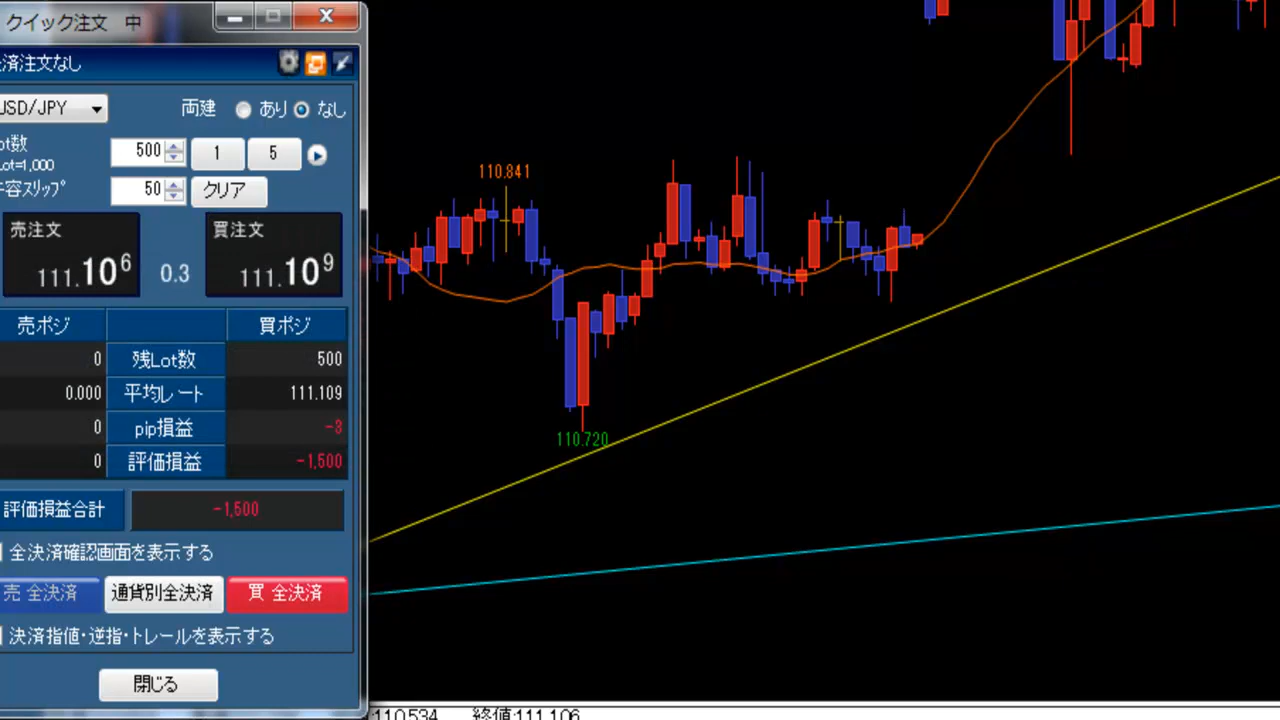 クイック注文 中
済注文なし
USD/JPY 両建 あり なし
ot数 500 1 5
ot=1,000
容スリップ 50 クリア
売注文 買注文
111.106 0.3 111.109
売ポジ 買ポジ
0 残Lot数 500
0.000 平均レート 111.109
0 pip損益 -3
0 評価損益 -1,500
評価損益合計 -1,500
全決済確認画面を表示する
売 全決済 通貨別全決済 買 全決済
決済指値・逆指・トレールを表示する
閉じる
110.841
110.720
110.534 終値:111.106